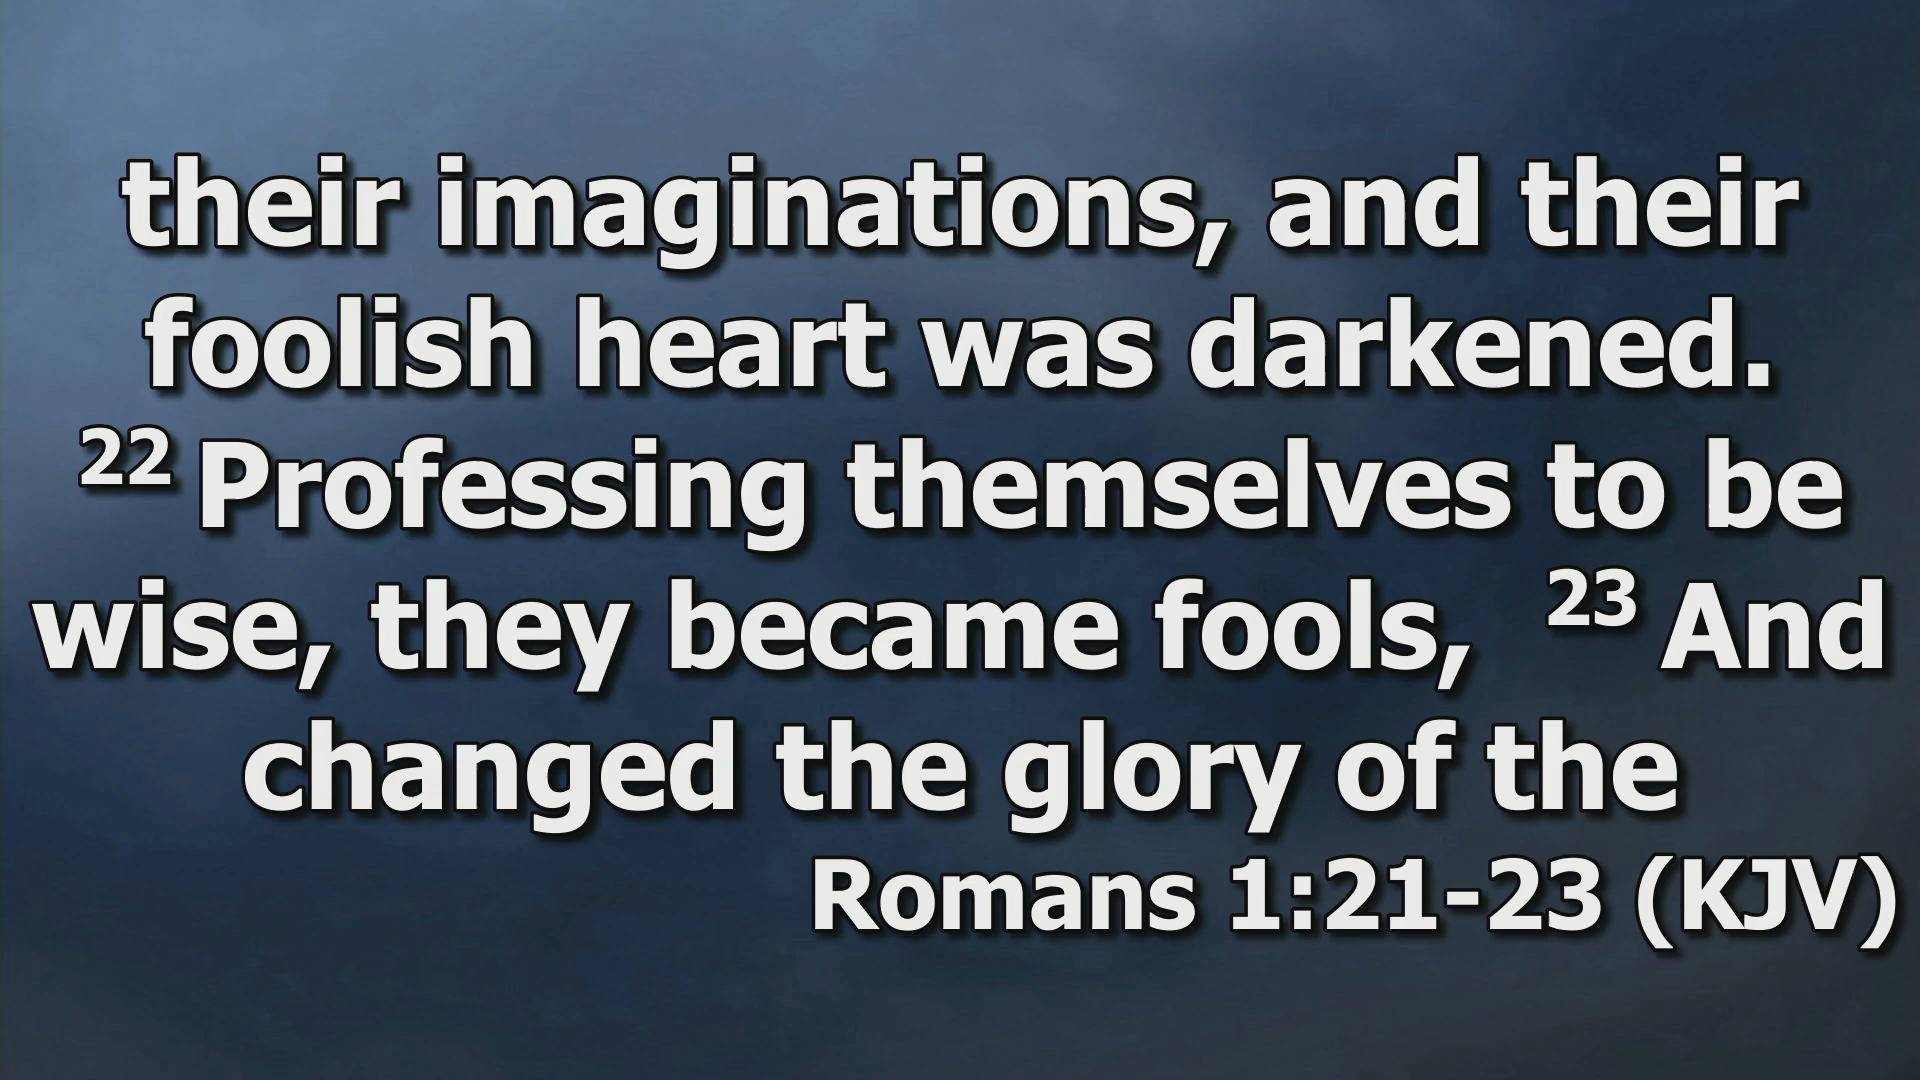 their imaginations, and their
foolish heart was darkened.
22 Professing themselves to be
wise, they became fools, 23 And
changed the glory of the
Romans 1:21-23 (KJV)